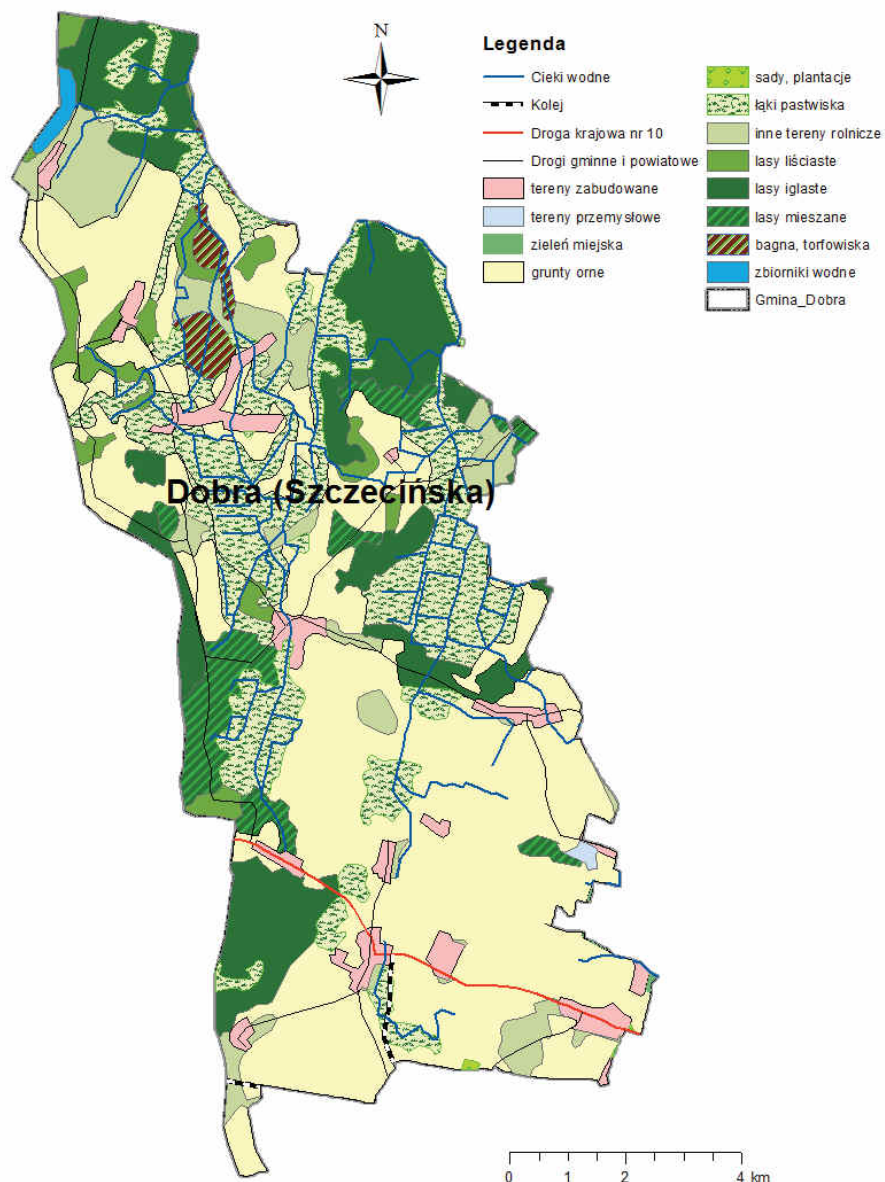 N
Legenda
Cieki wodne
Kolej
Droga krajowa nr 10
Drogi gminne i powiatowe
tereny zabudowane
tereny przemysłowe
zieleń miejska
grunty orne
sady, plantacje
łąki pastwiska
inne tereny rolnicze
lasy liściaste
lasy iglaste
lasy mieszane
bagna, torfowiska
zbiorniki wodne
Gmina_Dobra
Dobra (Szczecińska)
0 1 2 4 km